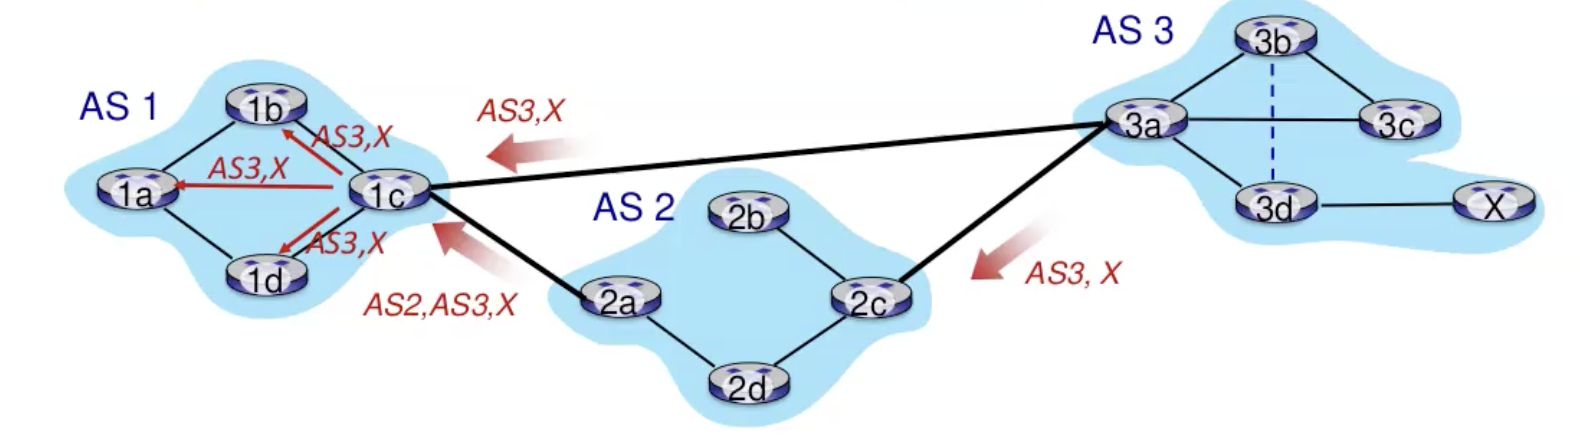 AS 3
3b
AS 1
1b
AS3,X
AS3,X
3a
3c
AS3,X
1a
1c
AS 2
2b
3d
X
AS3,X
1d
AS2,AS3,X
2a
2c
AS3, X
2d